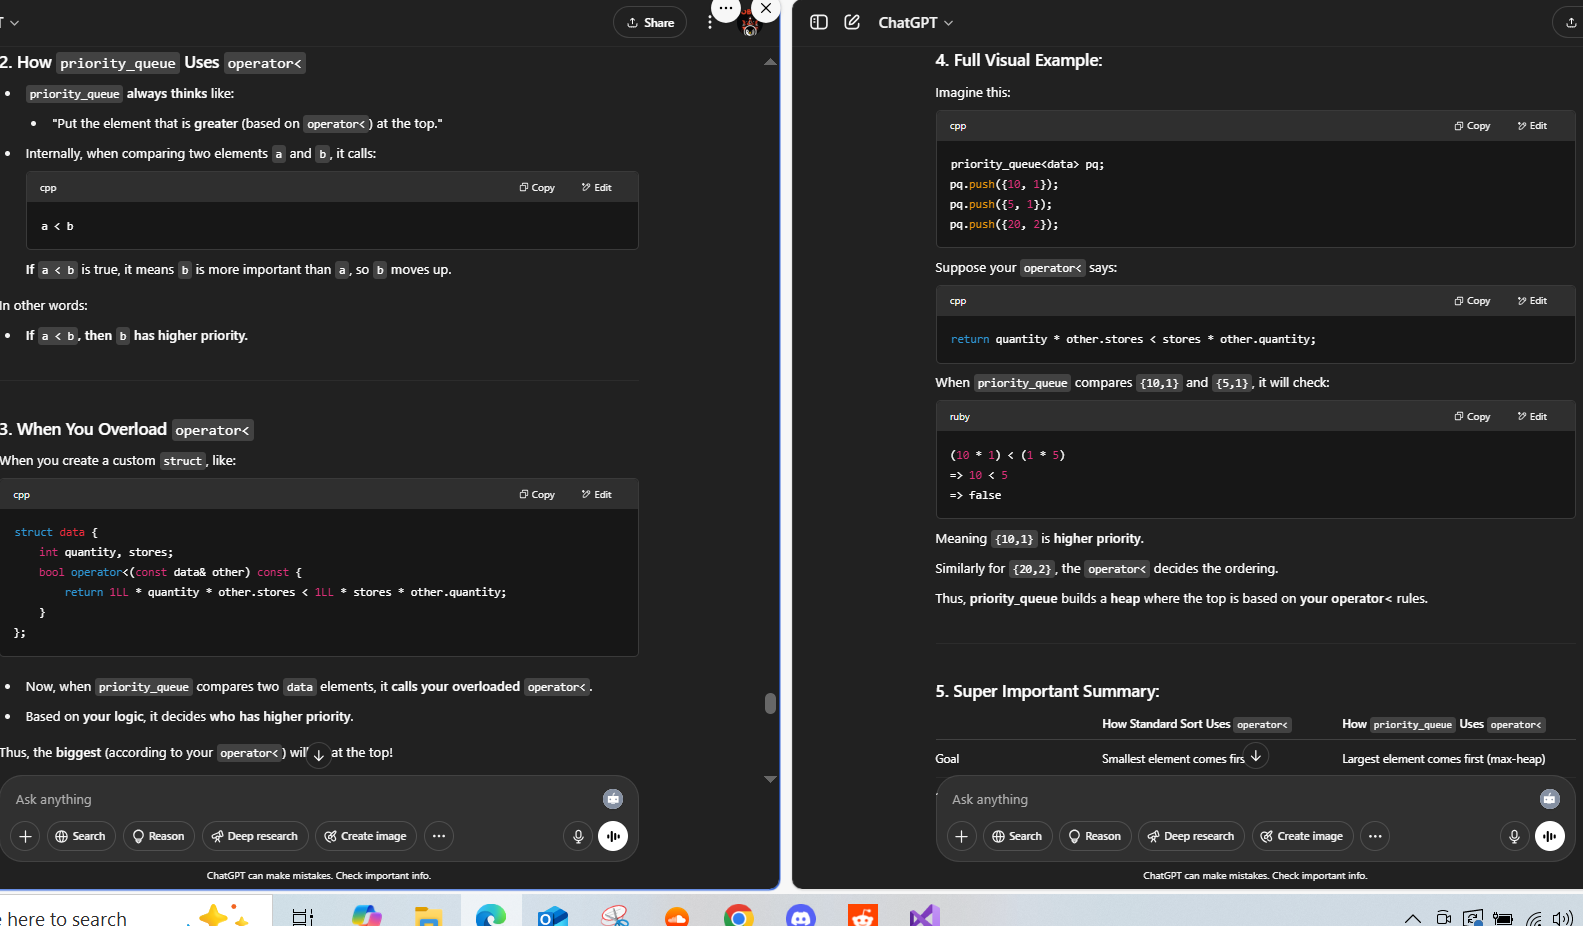 T
Share
2. How priority_queue Uses operator<
priority_queue always thinks like:
"Put the element that is greater (based on operator<) at the top."
Internally, when comparing two elements a and b, it calls:
cpp
Copy
Edit
a < b
If a < b is true, it means b is more important than a, so b moves up.
In other words:
If a < b, then b has higher priority.
3. When You Overload operator<
When you create a custom struct, like:
cpp
Copy
Edit
struct data {
    int quantity, stores;
    bool operator<(const data& other) const {
        return 1LL * quantity * other.stores < 1LL * stores * other.quantity;
    }
};
Now, when priority_queue compares two data elements, it calls your overloaded operator<.
Based on your logic, it decides who has higher priority.
Thus, the biggest (according to your operator<) will at the top!
Ask anything
Search
Reason
Deep research
Create image
ChatGPT can make mistakes. Check important info.
ChatGPT
4. Full Visual Example:
Imagine this:
cpp
Copy
Edit
priority_queue<data> pq;
pq.push({10, 1});
pq.push({5, 1});
pq.push({20, 2});
Suppose your operator< says:
cpp
Copy
Edit
return quantity * other.stores < stores * other.quantity;
When priority_queue compares {10,1} and {5,1}, it will check:
ruby
Copy
Edit
(10 * 1) < (1 * 5)
=> 10 < 5
=> false
Meaning {10,1} is higher priority.
Similarly for {20,2}, the operator< decides the ordering.
Thus, priority_queue builds a heap where the top is based on your operator< rules.
5. Super Important Summary:
How Standard Sort Uses operator<
How priority_queue Uses operator<
Goal
Smallest element comes firs
Largest element comes first (max-heap)
Ask anything
Search
Reason
Deep research
Create image
ChatGPT can make mistakes. Check important info.
here to search